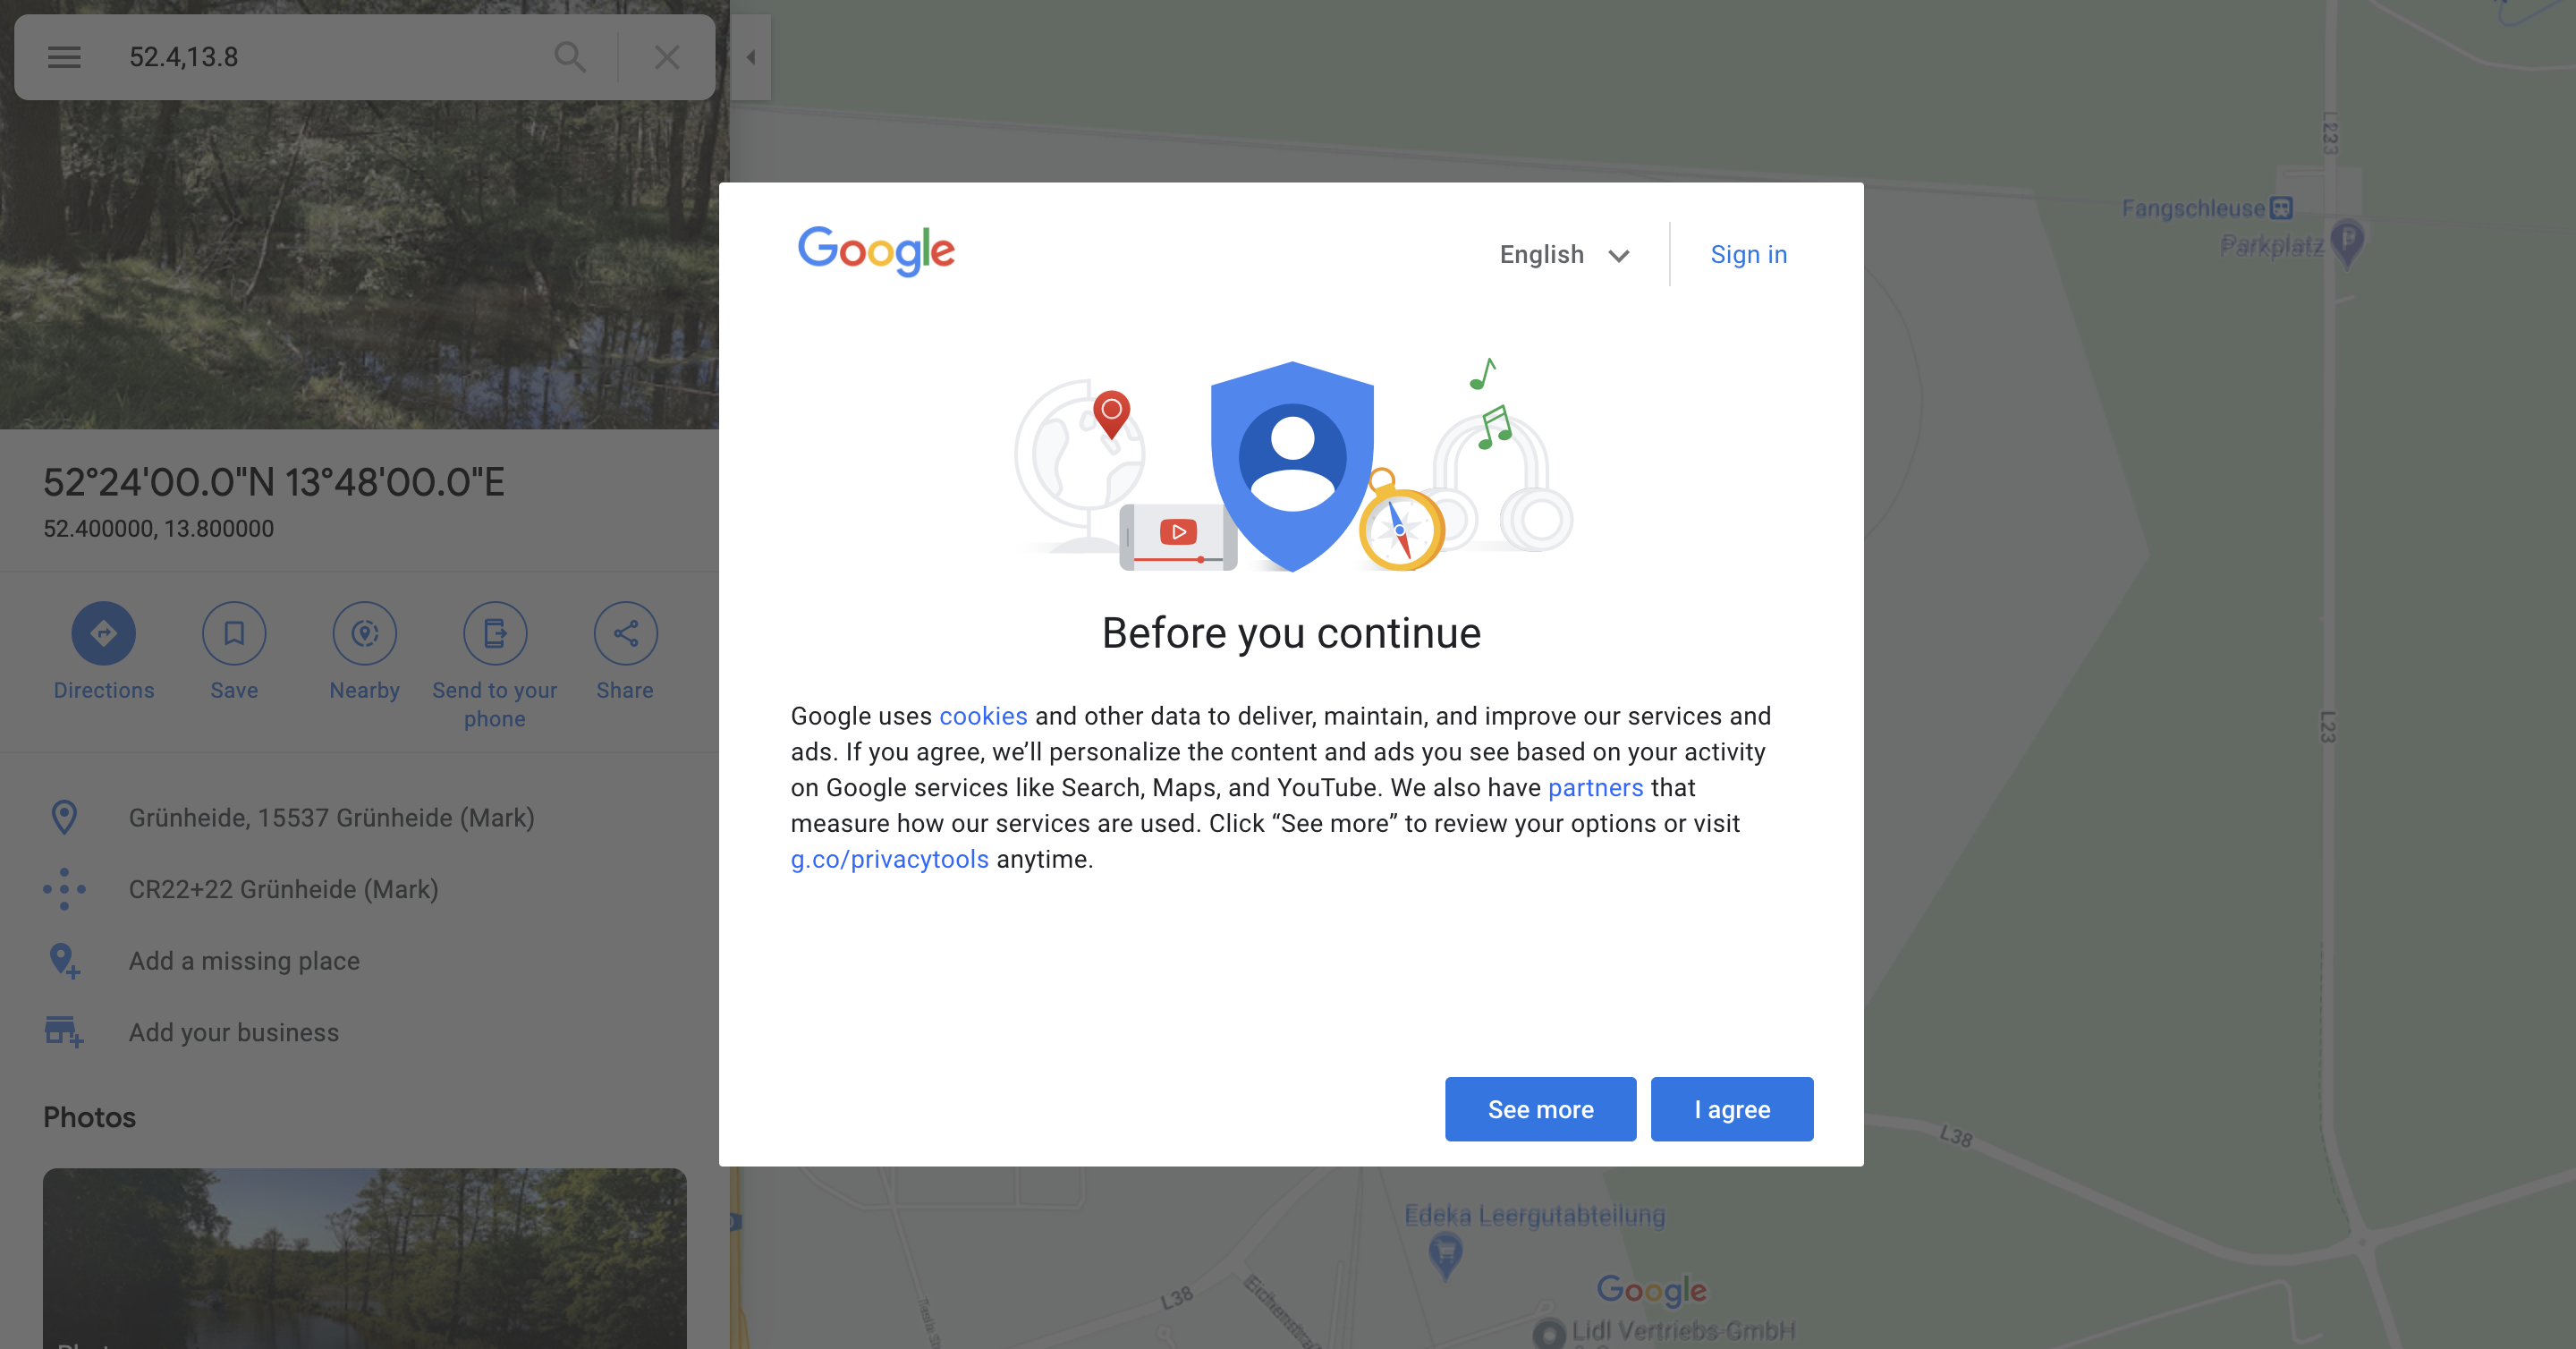 52.4,13.8
52°24'00.0"N 13°48'00.0"E
52.400000, 13.800000
Directions
Save
Nearby
Send to your
phone
Share
Grünheide, 15537 Grünheide (Mark)
CR22+22 Grünheide (Mark)
Add a missing place
Add your business
Photos
Google
English
Sign in
Before you continue
Google uses cookies and other data to deliver, maintain, and improve our services and
ads. If you agree, we’ll personalize the content and ads you see based on your activity
on Google services like Search, Maps, and YouTube. We also have partners that
measure how our services are used. Click “See more” to review your options or visit
g.co/privacytools anytime.
See more
I agree
L23
Fangschleuse
Parkplatz
L23
L38
Edeka Leergutabteilung
L38
Google
Lidl Vertriebs-GmbH